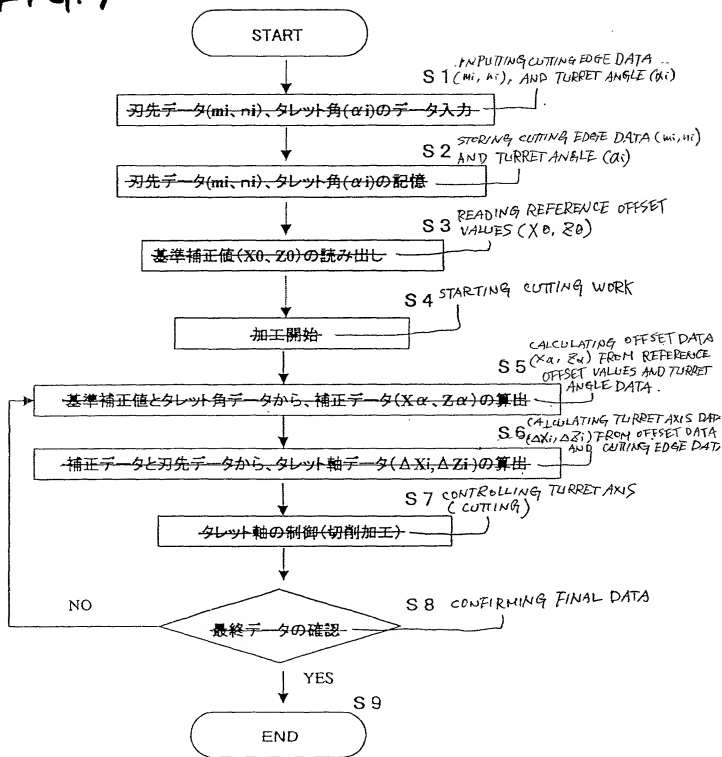 START
S1
INPUTTING CUTTING EDGE DATA
(mi, ni), AND TURRET ANGLE (αi)
刃先データ(mi、ni)、タレット角(αi)のデータ入力
S2
STORING CUTTING EDGE DATA (mi, ni)
AND TURRET ANGLE (αi)
刃先データ(mi、ni)、タレット角(αi)の記憶
S3
READING REFERENCE OFFSET
VALUES (X0, Z0)
基準補正値(X0、Z0)の読み出し
S4 STARTING CUTTING WORK
加工開始
S5
CALCULATING OFFSET DATA
(Xα, Zα) FROM REFERENCE
OFFSET VALUES AND TURRET
ANGLE DATA.
基準補正値とタレット角データから、補正データ(Xα、Zα)の算出
S6
CALCULATING TURRET AXIS DATA
(ΔXi, ΔZi) FROM OFFSET DATA
AND CUTTING EDGE DATA
補正データと刃先データから、タレット軸データ(ΔXi,ΔZi)の算出
S7 CONTROLLING TURRET AXIS
(CUTTING)
タレット軸の制御(切削加工)
NO
S8 CONFIRMING FINAL DATA
最終データの確認
YES
S9
END